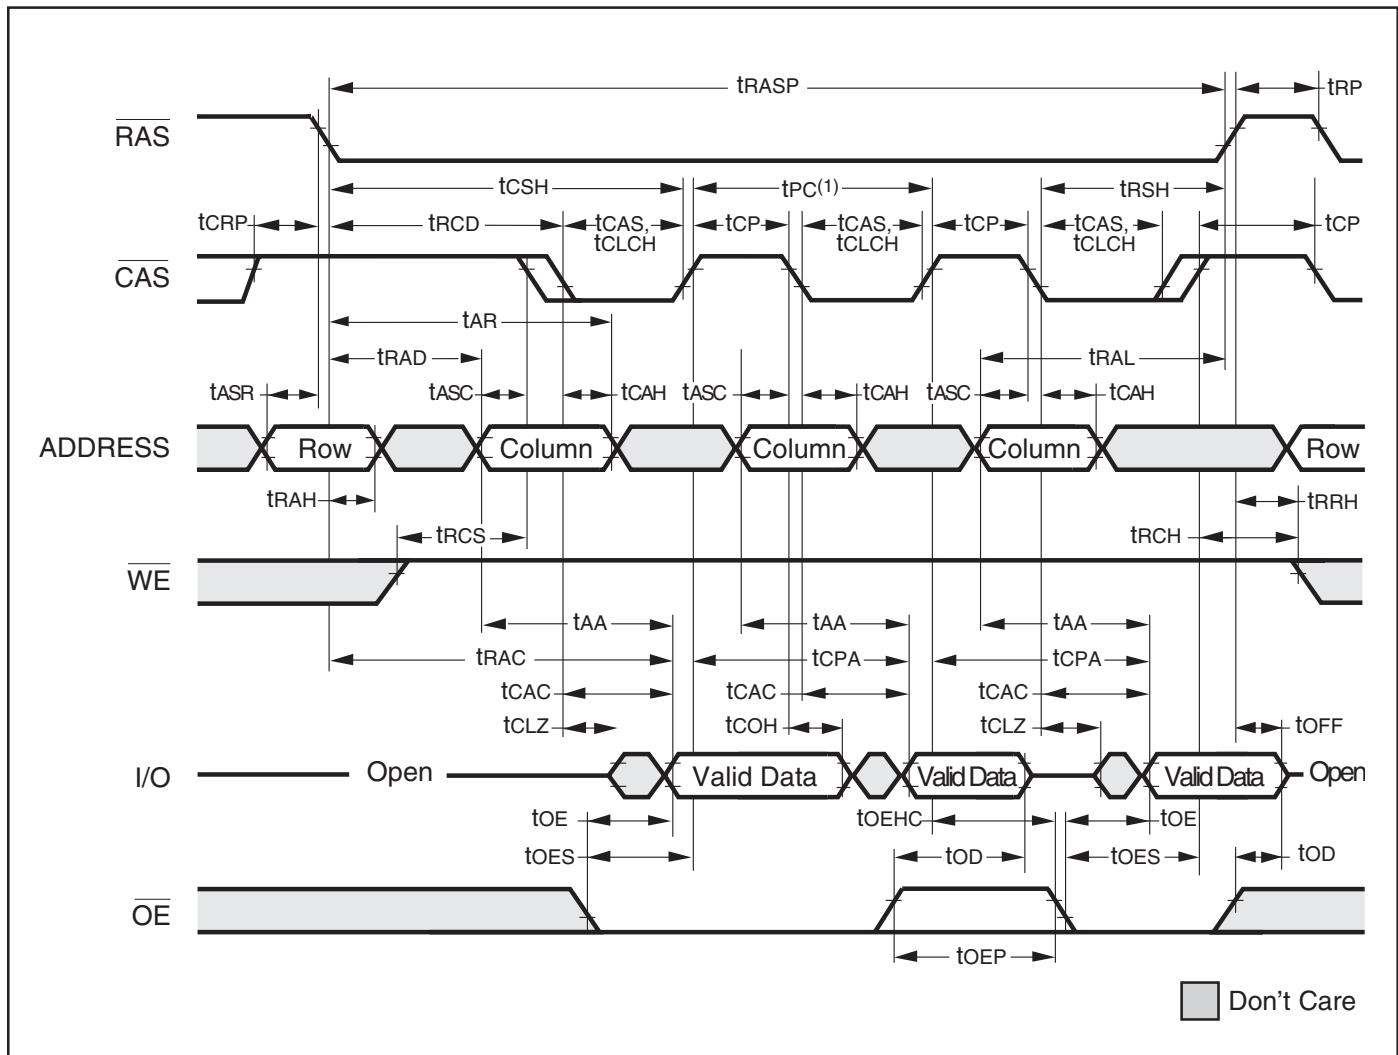 tRASP
tRP
RAS
tCSH
tPC(1)
tRSH
tCRP
tRCD
tCAS,
tCLCH
tCP
tCAS,
tCLCH
tCP
tCAS,
tCLCH
tCP
CAS
tAR
tRAD
tRAL
tASR
tASC
tCAH
tASC
tCAH
tASC
tCAH
ADDRESS
Row
Column
Column
Column
Row
tRAH
tRRH
tRCS
tRCH
WE
tAA
tAA
tAA
tRAC
tCPA
tCPA
tCAC
tCAC
tCAC
tCLZ
tCOH
tCLZ
tOFF
I/O
Open
Valid Data
Valid Data
Valid Data
Open
tOE
tOEHC
tOE
tOES
tOD
tOES
tOD
OE
tOEP
Don't Care